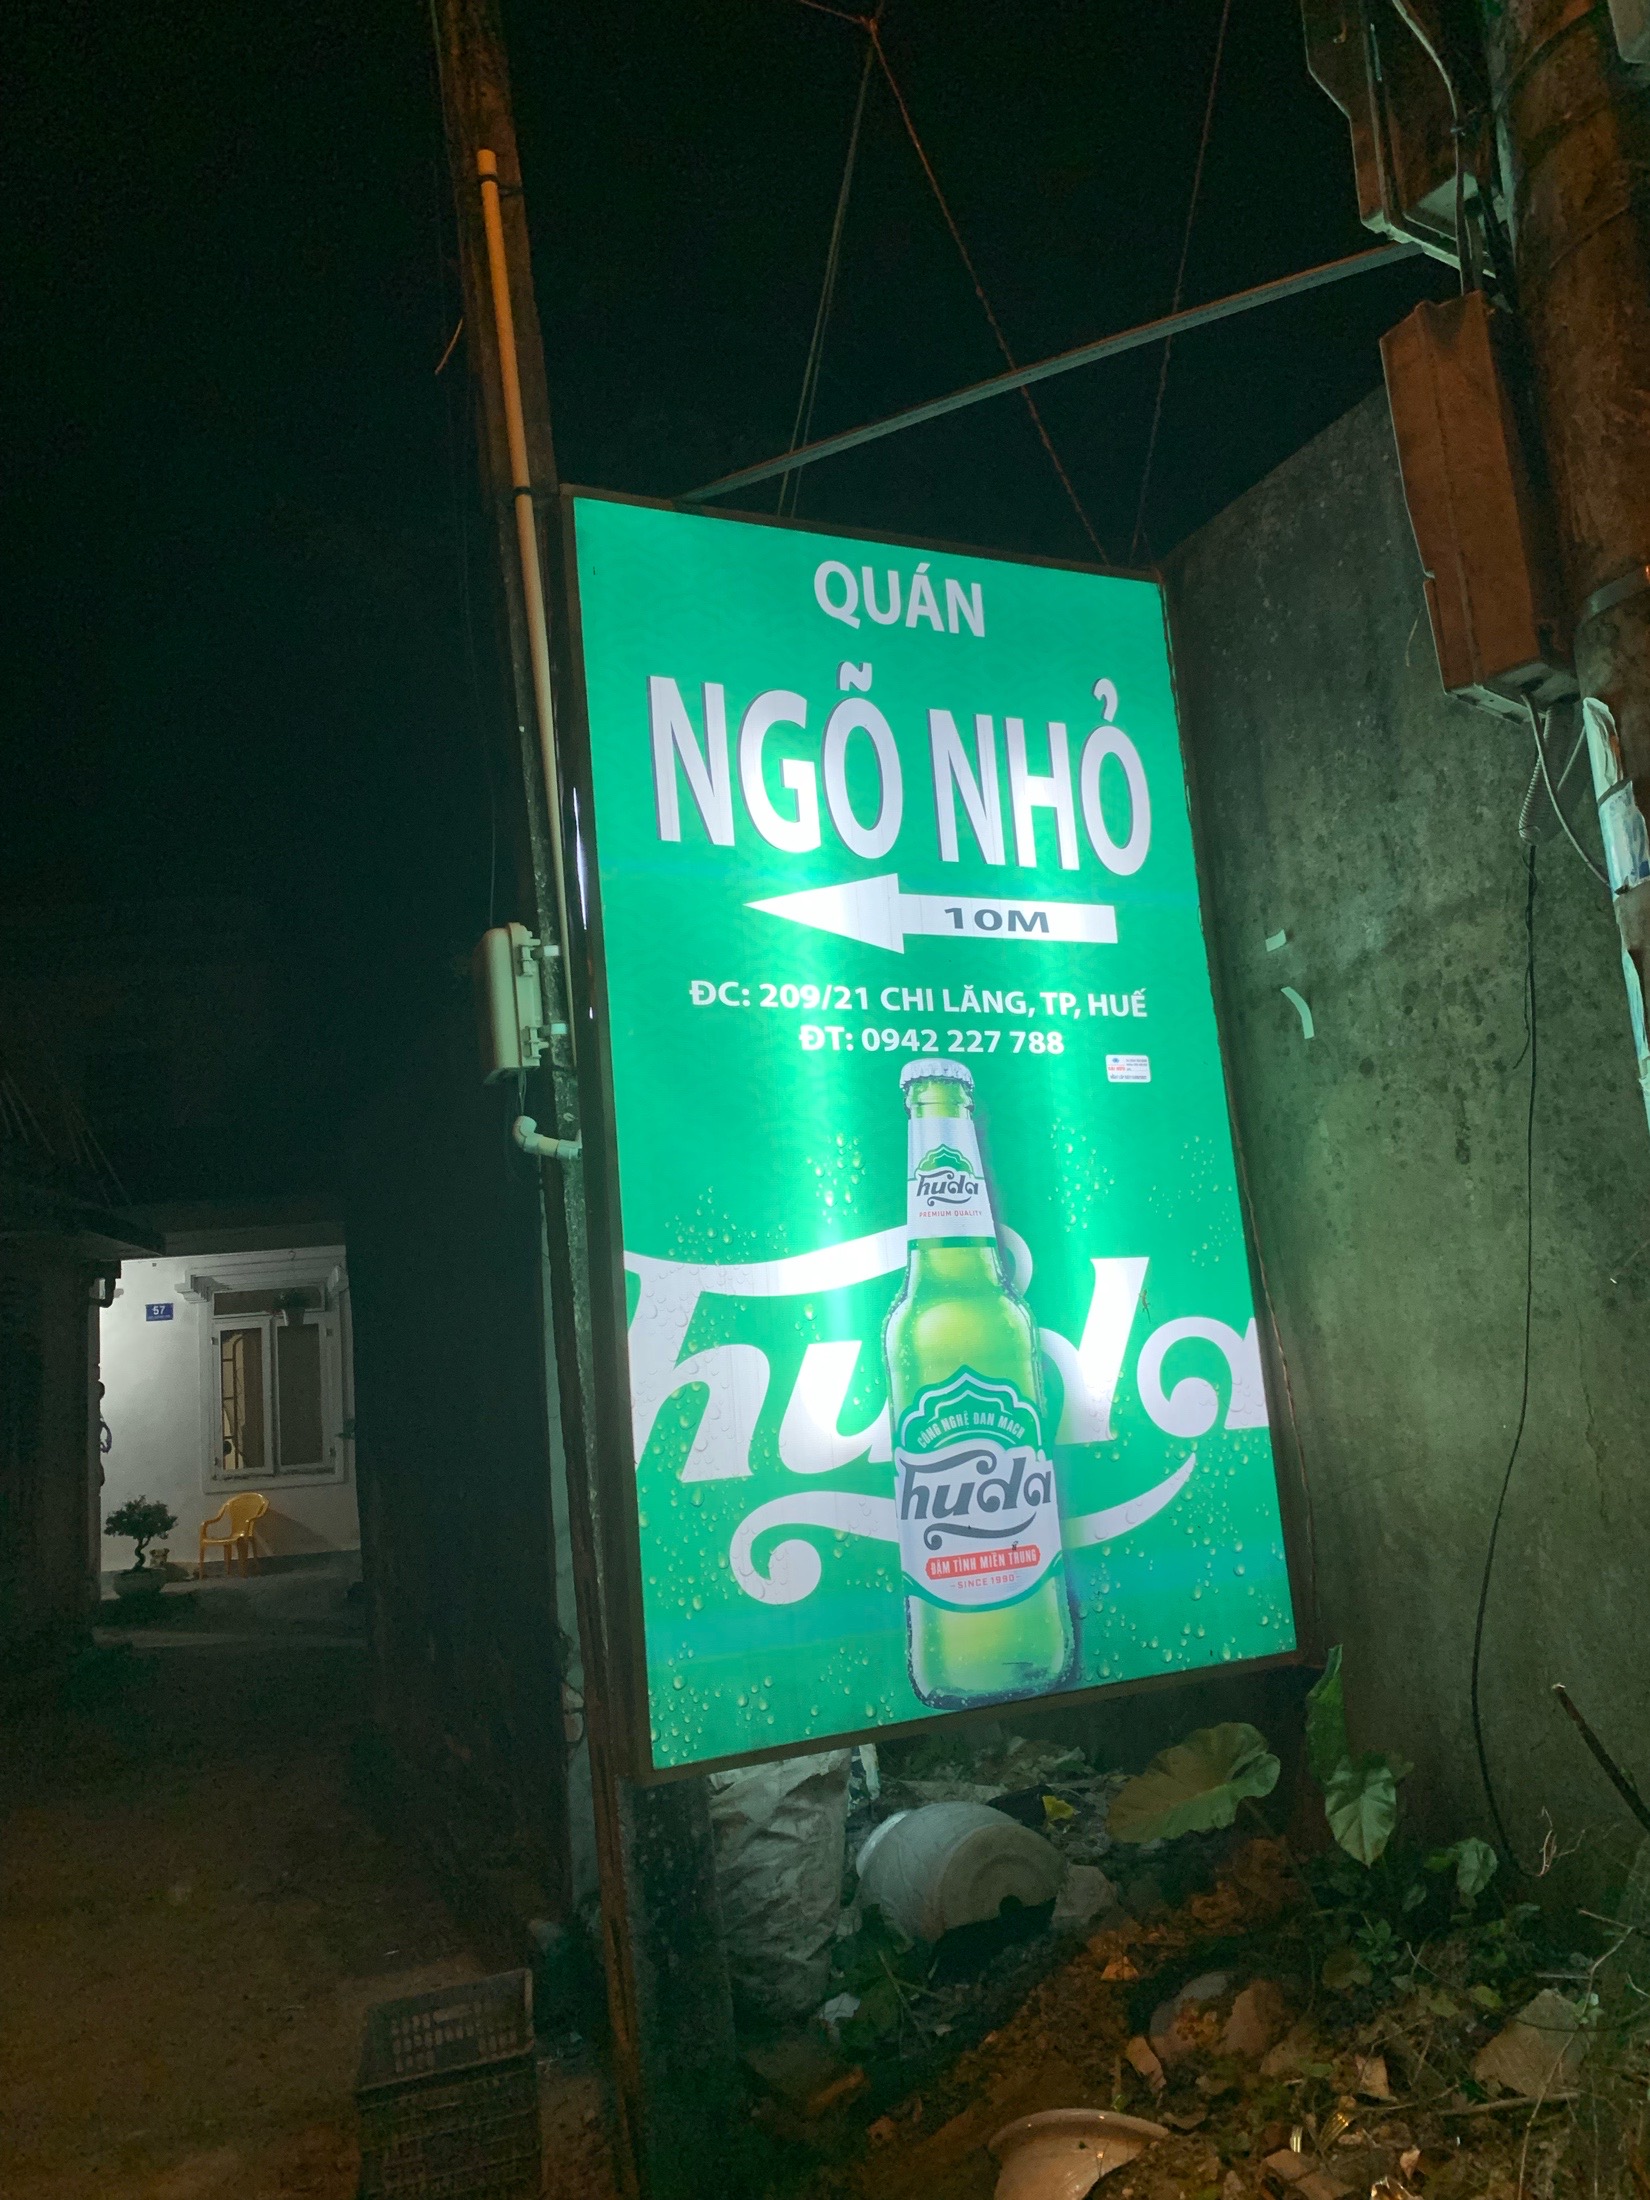 QUÁN
NGÕ NHỎ
10M
ĐC: 209/21 CHI LĂNG, TP, HUẾ
ĐT: 0942 227 788
huda
PREMIUM QUALITY
huda
CÔNG NGHỆ ĐAN MẠCH
huda
ĐẬM TÌNH MIỀN TRUNG
SINCE 1990
57